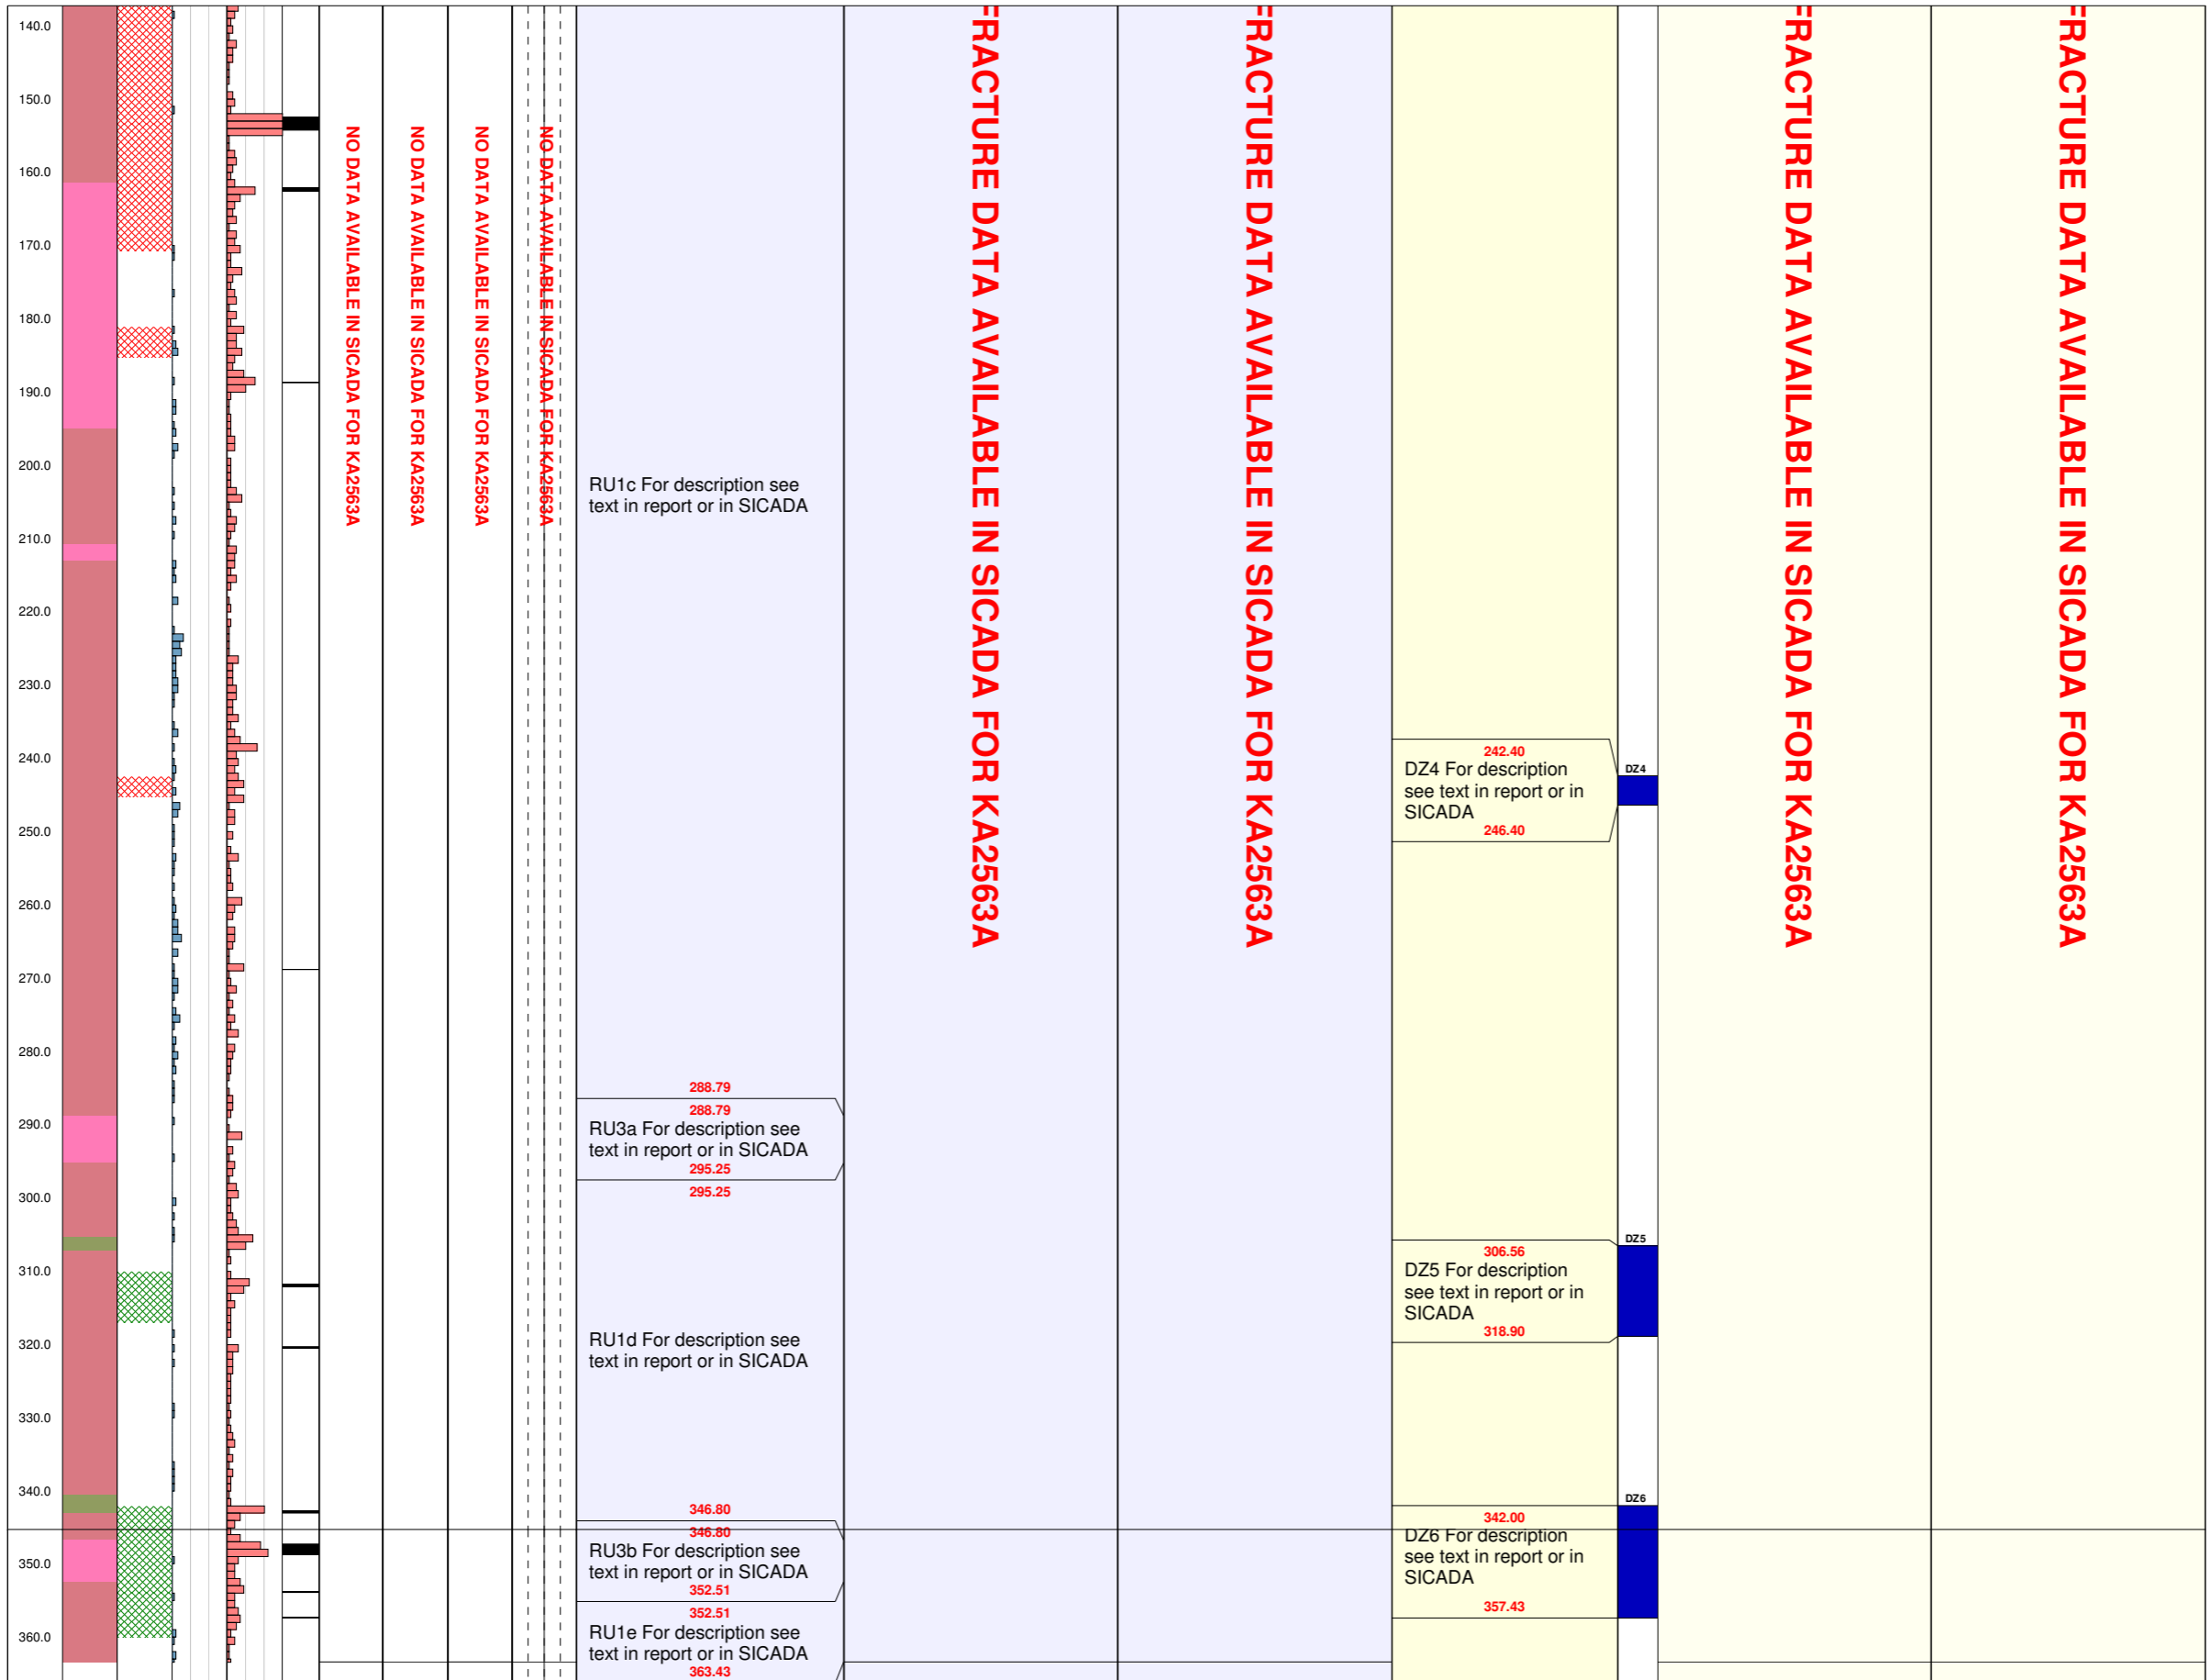 140.0
150.0
160.0
170.0
180.0
190.0
200.0
210.0
220.0
230.0
240.0
250.0
260.0
270.0
280.0
290.0
300.0
310.0
320.0
330.0
340.0
350.0
360.0
NO DATA AVAILABLE IN SICADA FOR KA2563A
NO DATA AVAILABLE IN SICADA FOR KA2563A
NO DATA AVAILABLE IN SICADA FOR KA2563A
NO DATA AVAILABLE IN SICADA FOR KA2563A
RU1c For description see
text in report or in SICADA
288.79
288.79
RU3a For description see
text in report or in SICADA
295.25
295.25
RU1d For description see
text in report or in SICADA
346.80
346.80
RU3b For description see
text in report or in SICADA
352.51
352.51
RU1e For description see
text in report or in SICADA
363.43
FRACTURE DATA AVAILABLE IN SICADA FOR KA2563A
FRACTURE DATA AVAILABLE IN SICADA FOR KA2563A
242.40
DZ4 For description
see text in report or in
SICADA
246.40
306.56
DZ5 For description
see text in report or in
SICADA
318.90
342.00
DZ6 For description
see text in report or in
SICADA
357.43
DZ4
DZ5
DZ6
FRACTURE DATA AVAILABLE IN SICADA FOR KA2563A
FRACTURE DATA AVAILABLE IN SICADA FOR KA2563A